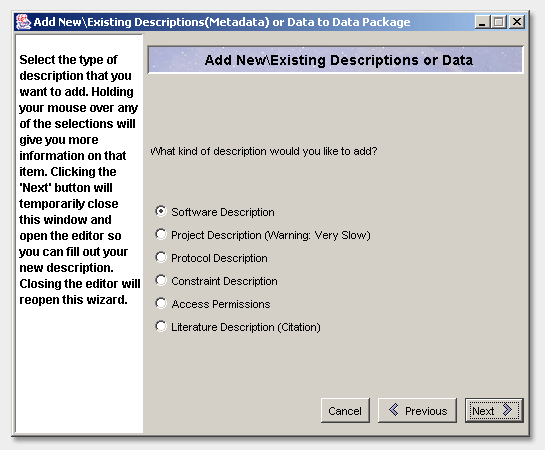 Add New\Existing Descriptions(Metadata) or Data to Data Package
Select the type of
description that you
want to add. Holding
your mouse over any
of the selections will
give you more
information on that
item. Clicking the
'Next' button will
temporarily close
this window and
open the editor so
you can fill out your
new description.
Closing the editor will
reopen this wizard.
Add New\Existing Descriptions or Data
What kind of description would you like to add?
Software Description
Project Description (Warning: Very Slow)
Protocol Description
Constraint Description
Access Permissions
Literature Description (Citation)
Cancel
Previous
Next